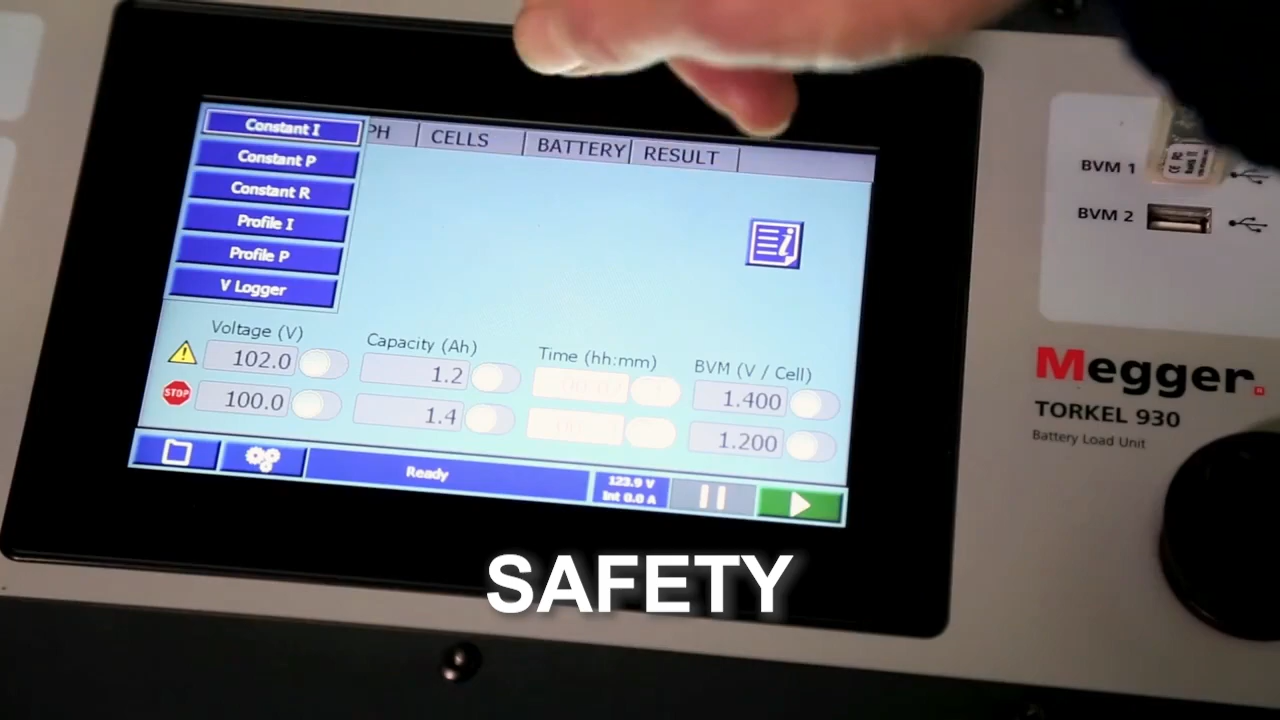 Constant I
Constant P
Constant R
Profile I
Profile P
V Logger
PH
CELLS
BATTERY
RESULT
Voltage (V)
102.0
STOP
100.0
Capacity (Ah)
1.2
1.4
Time (hh:mm)
BVM (V / Cell)
1.400
1.200
Ready
123.9 V
Int 0.0 A
BVM 1
BVM 2
Megger.
TORKEL 930
Battery Load Unit
SAFETY